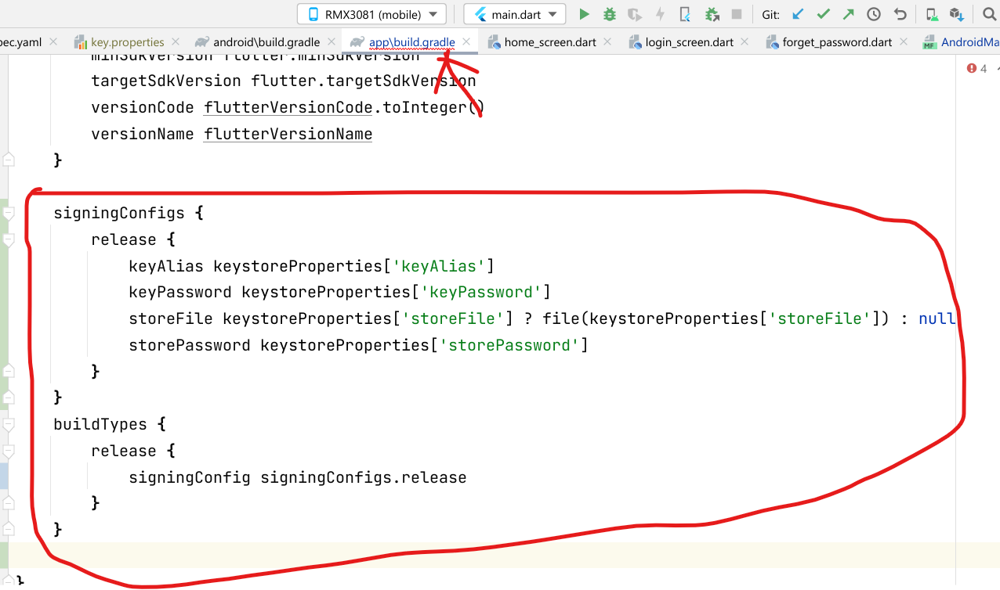 RMX3081 (mobile) main.dart Git:
pec.yaml key.properties android\build.gradle app\build.gradle home_screen.dart login_screen.dart forget_password.dart MF AndroidMa
minSdkVersion flutter.minSdkVersion 4
targetSdkVersion flutter.targetSdkVersion
versionCode flutterVersionCode.toInteger()
versionName flutterVersionName
}
signingConfigs {
release {
keyAlias keystoreProperties['keyAlias']
keyPassword keystoreProperties['keyPassword']
storeFile keystoreProperties['storeFile'] ? file(keystoreProperties['storeFile']) : null
storePassword keystoreProperties['storePassword']
}
}
buildTypes {
release {
signingConfig signingConfigs.release
}
}
}